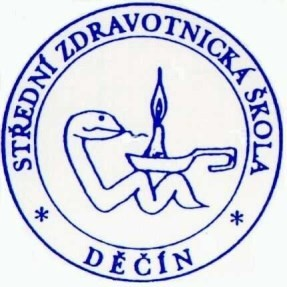 STŘEDNÍ ZDRAVOTNICKÁ ŠKOLA
* DĚČÍN *